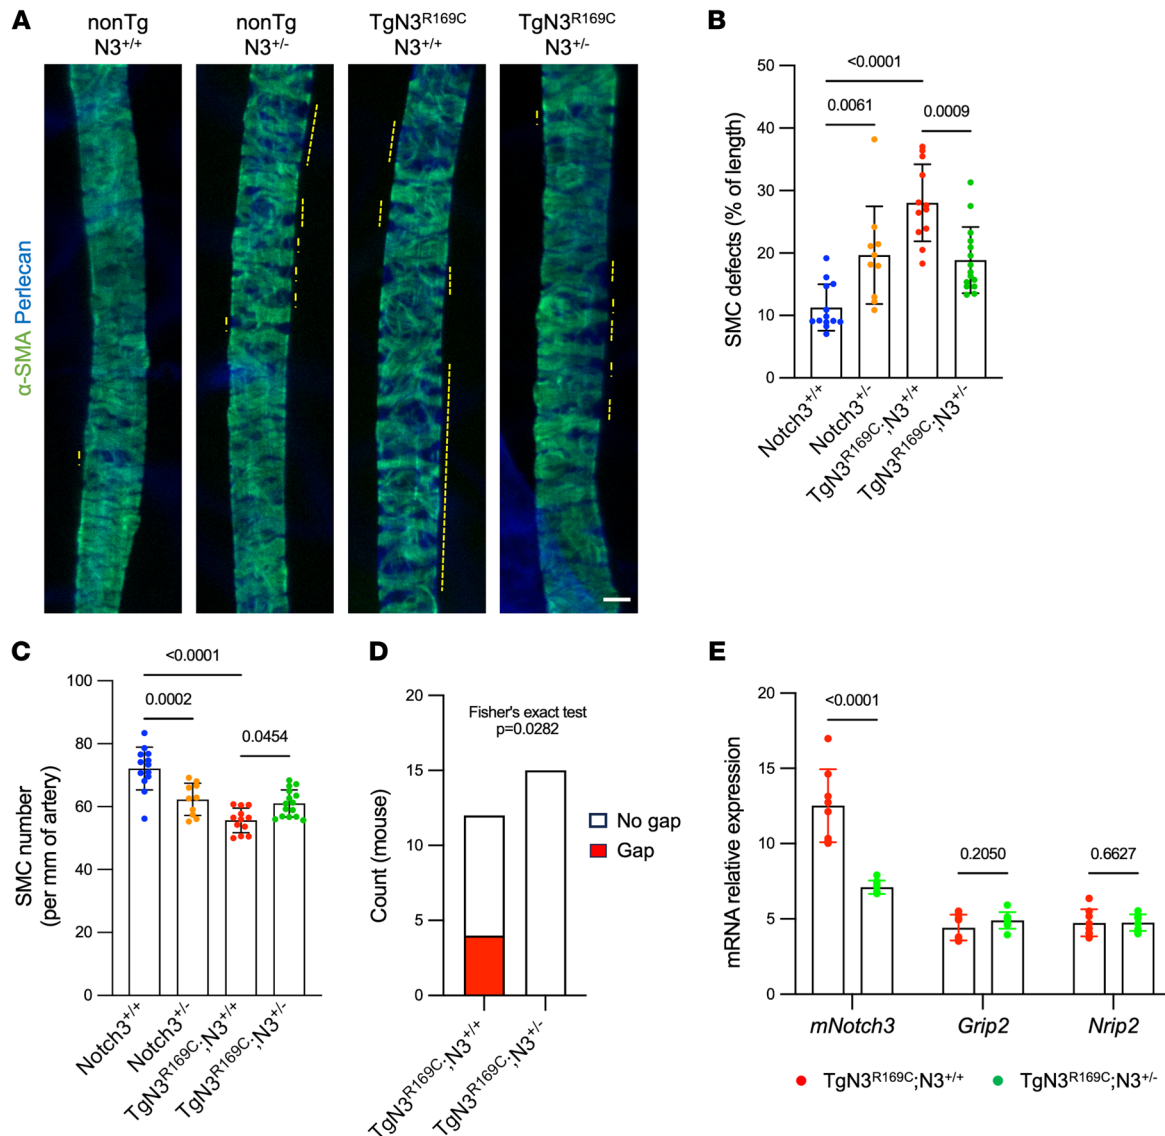 A
nonTg
N3+/+
nonTg
N3+/-
TgN3R169C
N3+/+
TgN3R169C
N3+/-
α-SMA Perlecan
B
SMC defects (% of length)
50
40
30
20
10
0
<0.0001
0.0061
0.0009
Notch3+/+
Notch3+/-
TgN3R169C;N3+/+
TgN3R169C;N3+/-
C
SMC number
(per mm of artery)
100
80
60
40
20
0
<0.0001
0.0002
0.0454
Notch3+/+
Notch3+/-
TgN3R169C;N3+/+
TgN3R169C;N3+/-
D
Count (mouse)
20
15
10
5
0
Fisher's exact test
p=0.0282
No gap
Gap
TgN3R169C;N3+/+
TgN3R169C;N3+/-
E
mRNA relative expression
20
15
10
5
0
<0.0001
0.2050
0.6627
mNotch3
Grip2
Nrip2
TgN3R169C;N3+/+
TgN3R169C;N3+/-